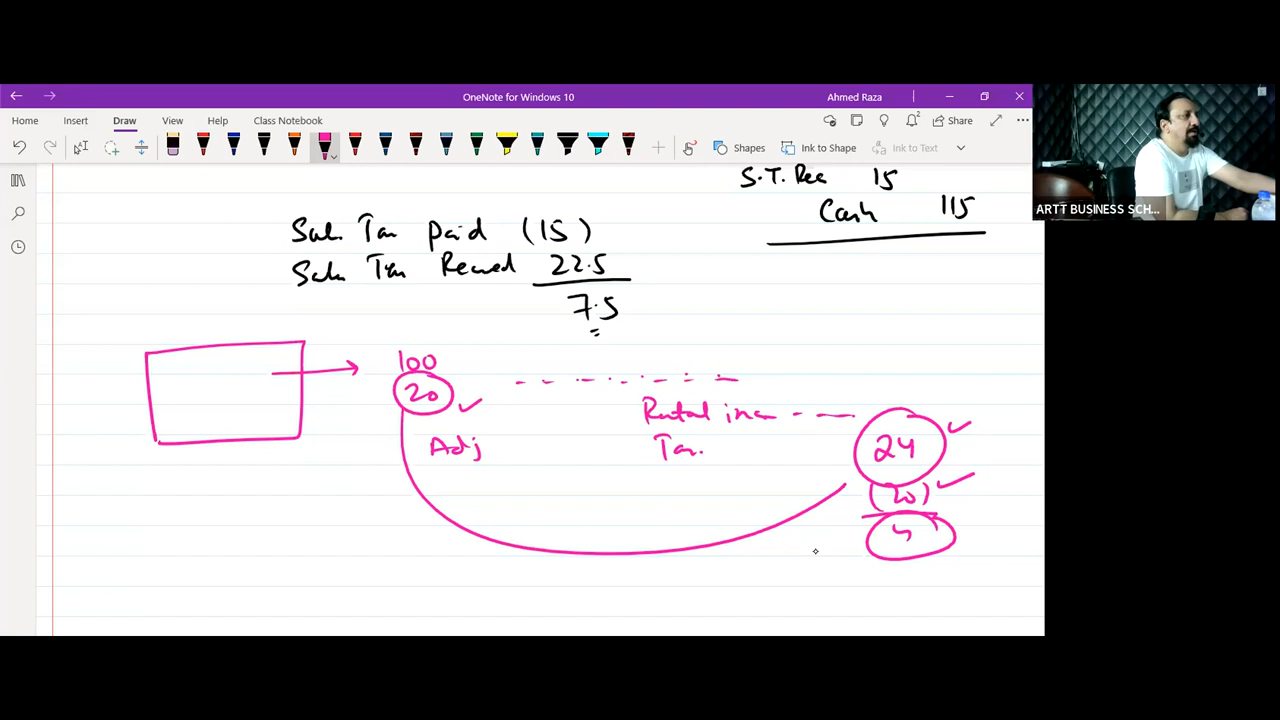 OneNote for Windows 10
Ahmed Raza
Home Insert Draw View Help Class Notebook
Share
Shapes Ink to Shape Ink to Text
ARTT BUSINESS SCH...
S.T. Rec 15
Cash 115
Sale Tax paid (15)
Sale Tax Received 22.5
7.5
100
20
Adj
Rental inc
Tax.
24
(20)
4